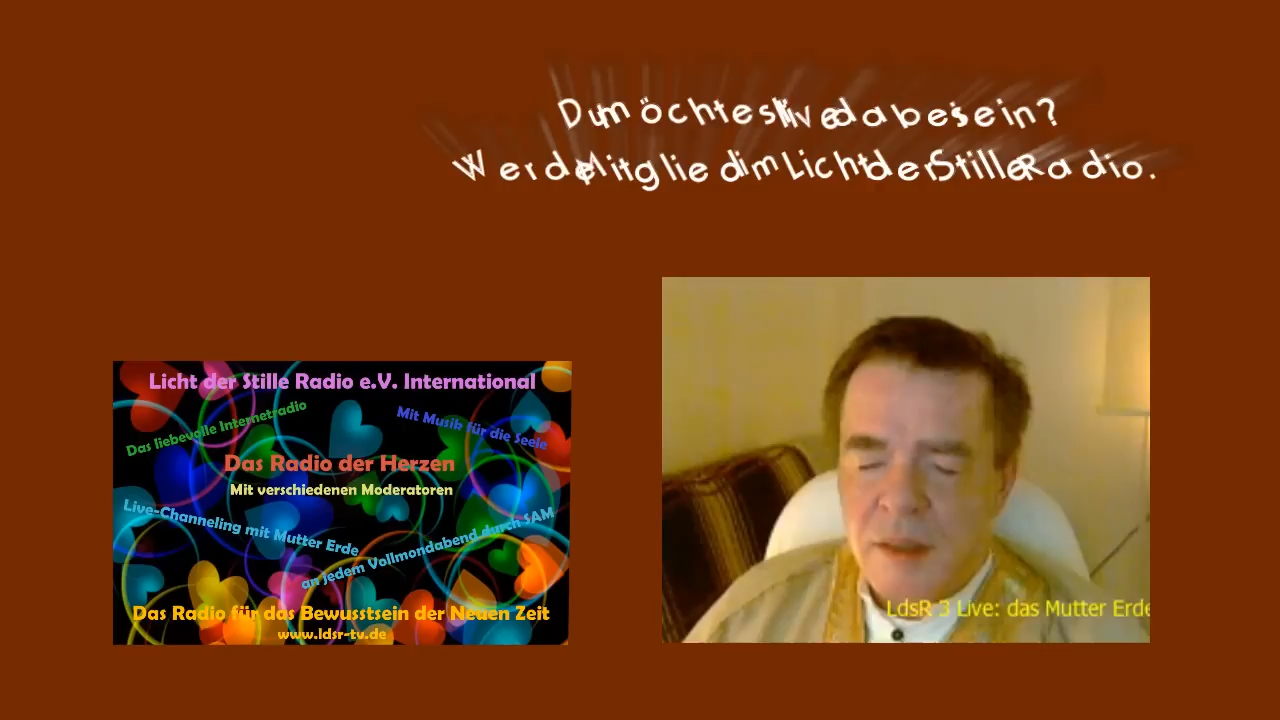 Du möchtest live dabei sein?
Werde Mitglied im Licht der Stille Radio.
Licht der Stille Radio e.V. International
Das liebevolle Internetradio
Mit Musik für die Seele
Das Radio der Herzen
Mit verschiedenen Moderatoren
Live-Channeling mit Mutter Erde
an jedem Vollmondabend durch SAM
Das Radio für das Bewusstsein der Neuen Zeit
www.ldsr-tv.de
LdsR 3 Live: das Mutter Erde